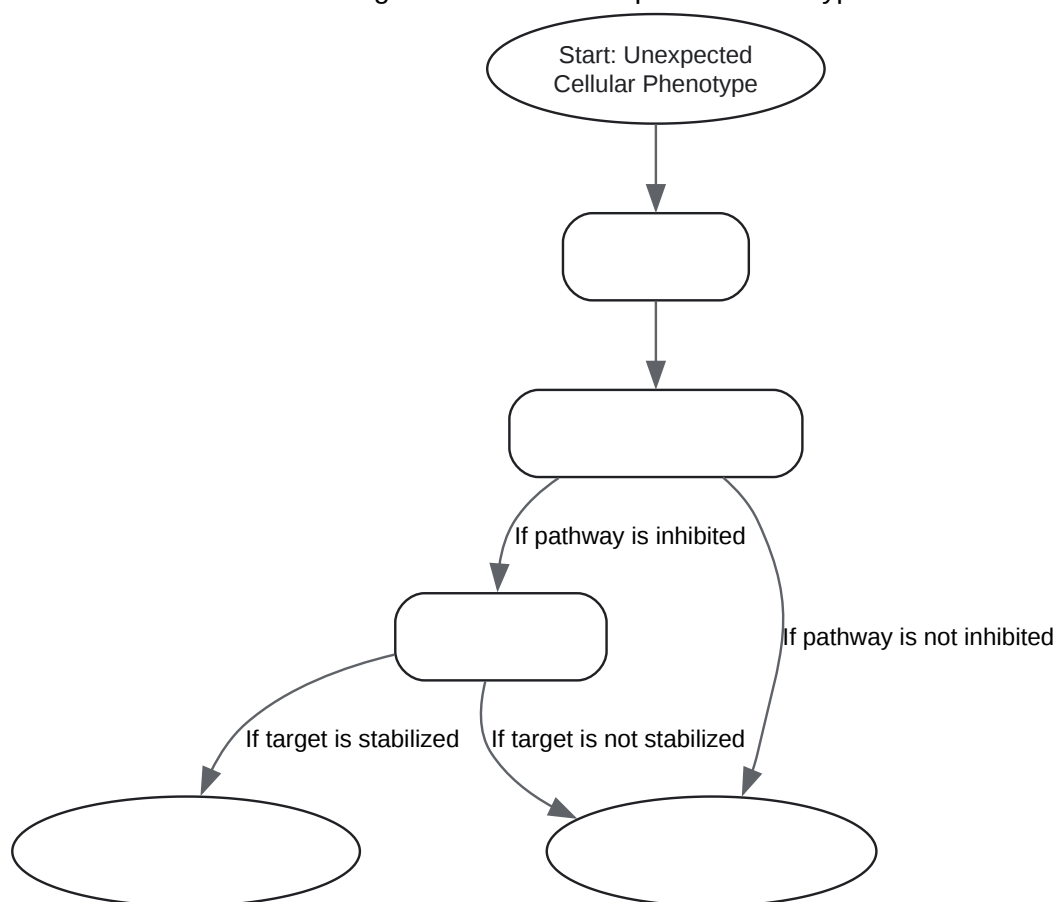 Start: Unexpected
Cellular Phenotype
If pathway is inhibited
If pathway is not inhibited
If target is stabilized
If target is not stabilized